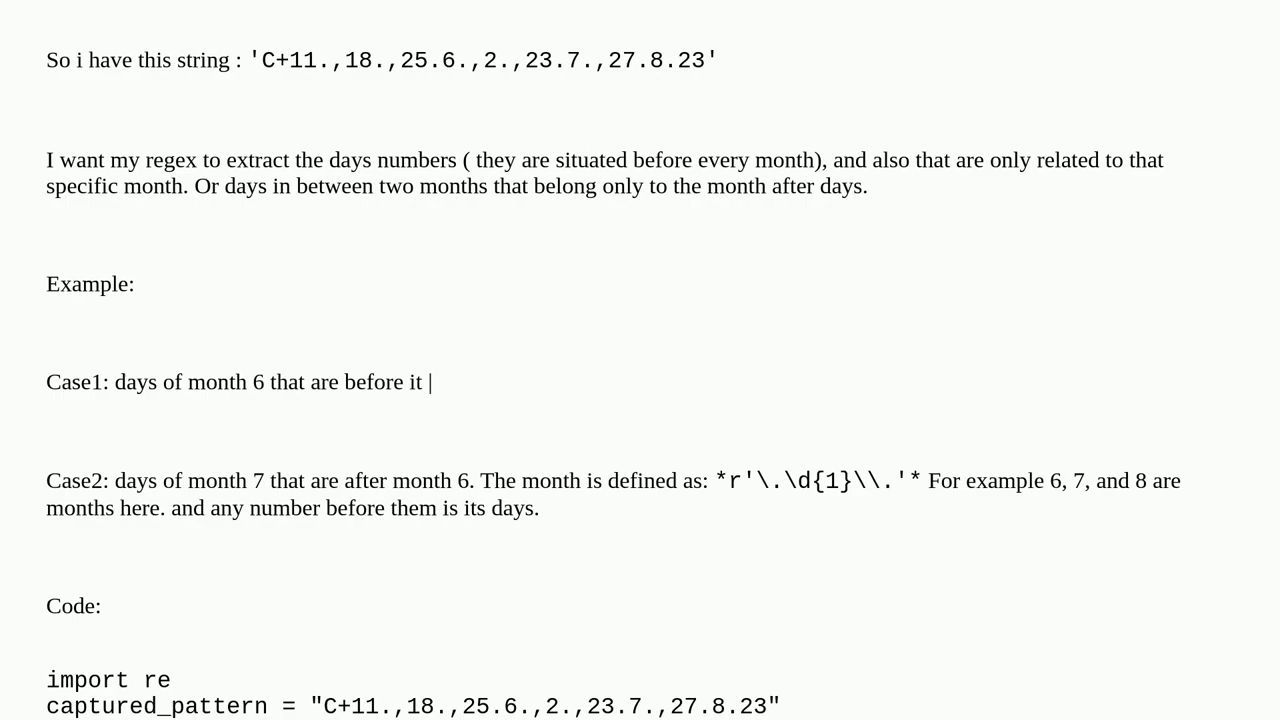 So i have this string : 'C+11.,18.,25.6.,2.,23.7.,27.8.23'
I want my regex to extract the days numbers ( they are situated before every month), and also that are only related to that
specific month. Or days in between two months that belong only to the month after days.
Example:
Case1: days of month 6 that are before it |
Case2: days of month 7 that are after month 6. The month is defined as: *r'\.\d{1}\\.'* For example 6, 7, and 8 are
months here. and any number before them is its days.
Code:
import re
captured_pattern = "C+11.,18.,25.6.,2.,23.7.,27.8.23"